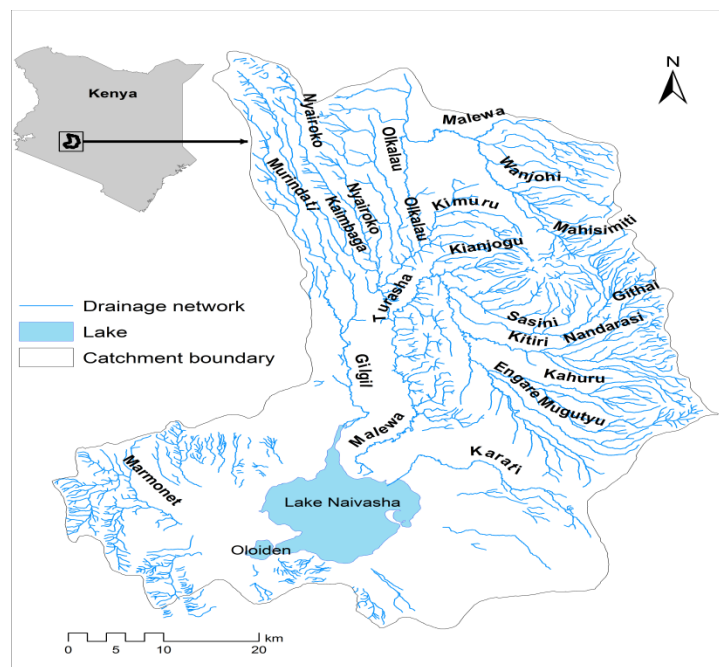 Kenya
N
Malewa
Nyairoko
Olkalau
Wanjohi
Murindati
Kaimbaga
Nyairoko
Olkalau
Kimuru
Mahisimiti
Kianjogu
Githai
Turasha
Sasini
Nandarasi
Kitiri
Drainage network
Lake
Catchment boundary
Gilgil
Kahuru
Engare Mugutyu
Malewa
Karati
Marmonet
Lake Naivasha
Oloiden
km
0 5 10 20